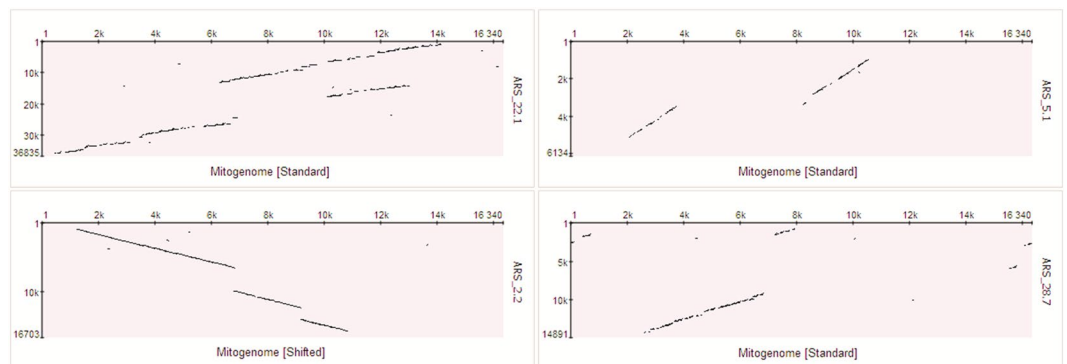 1 2k 4k 6k 8k 10k 12k 14k 16 340
1
10k
20k
30k
36835
ARS_22.1
Mitogenome [Standard]
1 2k 4k 6k 8k 10k 12k 6k 16 340
1
2k
4k
6134
ARS_5.1
Mitogenome [Standard]
1 2k 4k 6k 8k 10k 12k 14k 16 340
1
10k
16703
ARS_2.2
Mitogenome [Shifted]
1 2k 4k 6k 8k 10k 12k 14k 16 340
1
5k
10k
14891
ARS_28.7
Mitogenome [Standard]